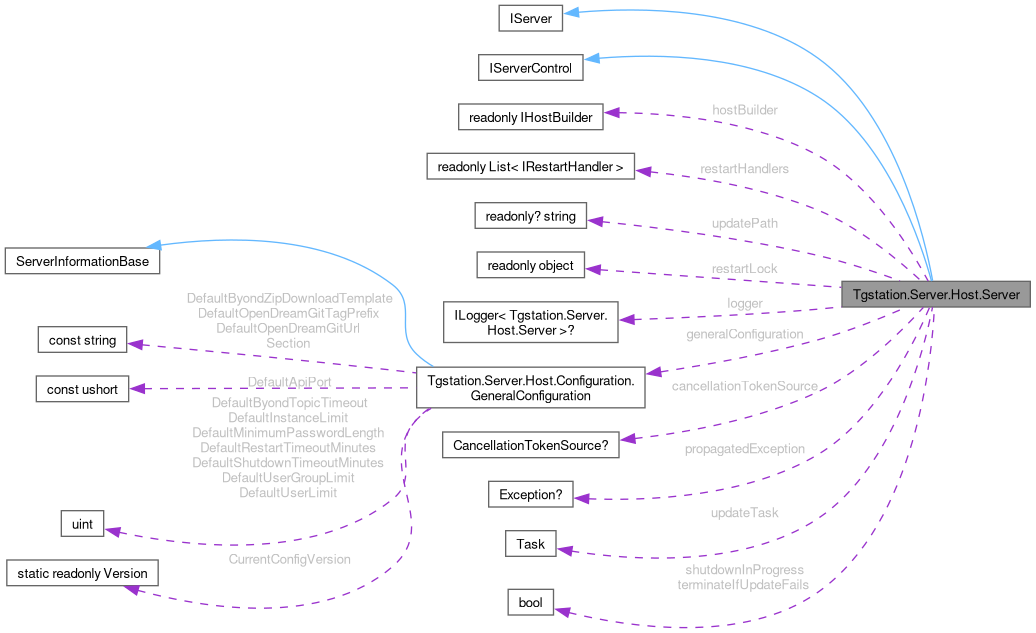 IServer
IServerControl
hostBuilder
readonly IHostBuilder
restartHandlers
readonly List< IRestartHandler >
updatePath
readonly? string
ServerInformationBase
readonly object
restartLock
Tgstation.Server.Host.Server
DefaultByondZipDownloadTemplate
DefaultOpenDreamGitTagPrefix
DefaultOpenDreamGitUrl
Section
ILogger< Tgstation.Server.
Host.Server >?
logger
const string
generalConfiguration
const ushort
DefaultApiPort
Tgstation.Server.Host.Configuration.
GeneralConfiguration
cancellationTokenSource
DefaultByondTopicTimeout
DefaultInstanceLimit
DefaultMinimumPasswordLength
DefaultRestartTimeoutMinutes
DefaultShutdownTimeoutMinutes
DefaultUserGroupLimit
DefaultUserLimit
CancellationTokenSource?
propagatedException
Exception?
updateTask
uint
Task
CurrentConfigVersion
static readonly Version
shutdownInProgress
terminateIfUpdateFails
bool